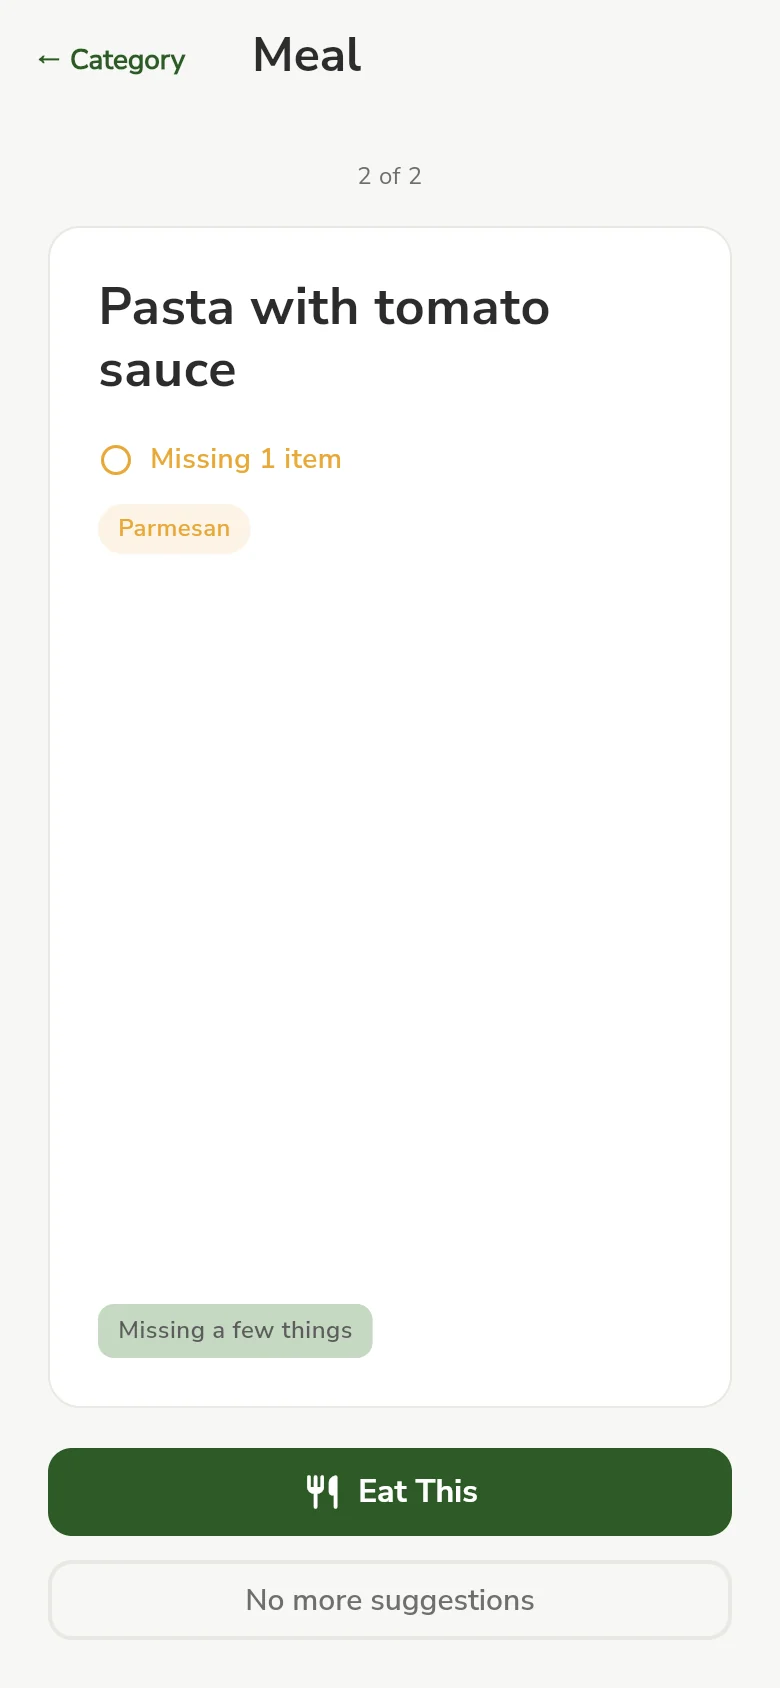 ← Category
Meal
2 of 2
Pasta with tomato
sauce
Missing 1 item
Parmesan
Missing a few things
Eat This
No more suggestions